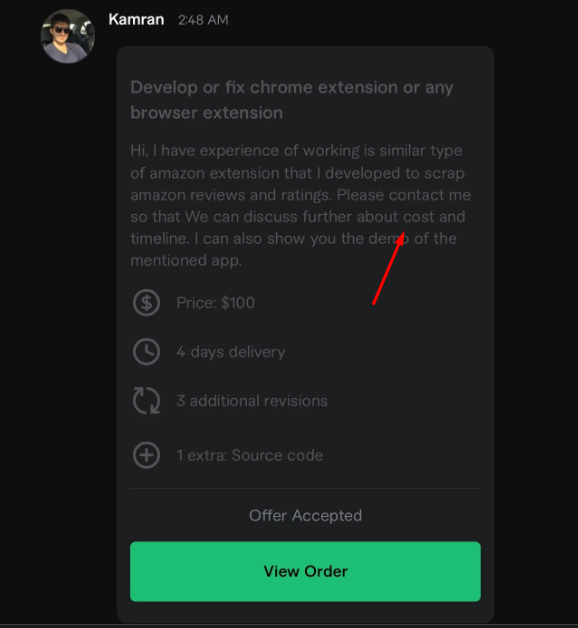 Kamran 2:48 AM
Develop or fix chrome extension or any
browser extension
Hi, I have experience of working is similar type
of amazon extension that I developed to scrap
amazon reviews and ratings. Please contact me
so that We can discuss further about cost and
timeline. I can also show you the demo of the
mentioned app.
Price: $100
4 days delivery
3 additional revisions
1 extra: Source code
Offer Accepted
View Order